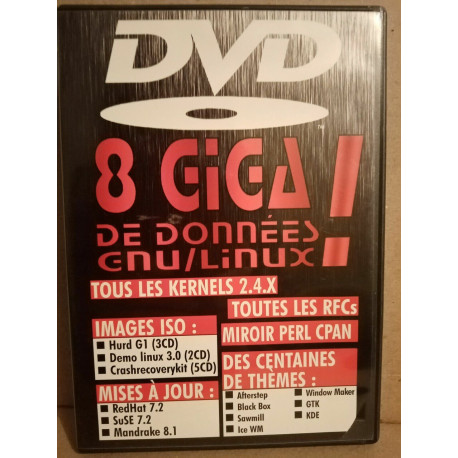 DVD
TM
8 GiGA !
DE DONNÉES
GNU/LiNUX
TOUS LES KERNELS 2.4.X
TOUTES LES RFCs
IMAGES ISO :
Hurd G1 (3CD)
Demo linux 3.0 (2CD)
Crashrecoverykit (5CD)
MIROIR PERL CPAN
DES CENTAINES
DE THÈMES :
Afterstep
Black Box
Sawmill
Ice WM
Window Maker
GTK
KDE
MISES À JOUR :
RedHat 7.2
SuSE 7.2
Mandrake 8.1